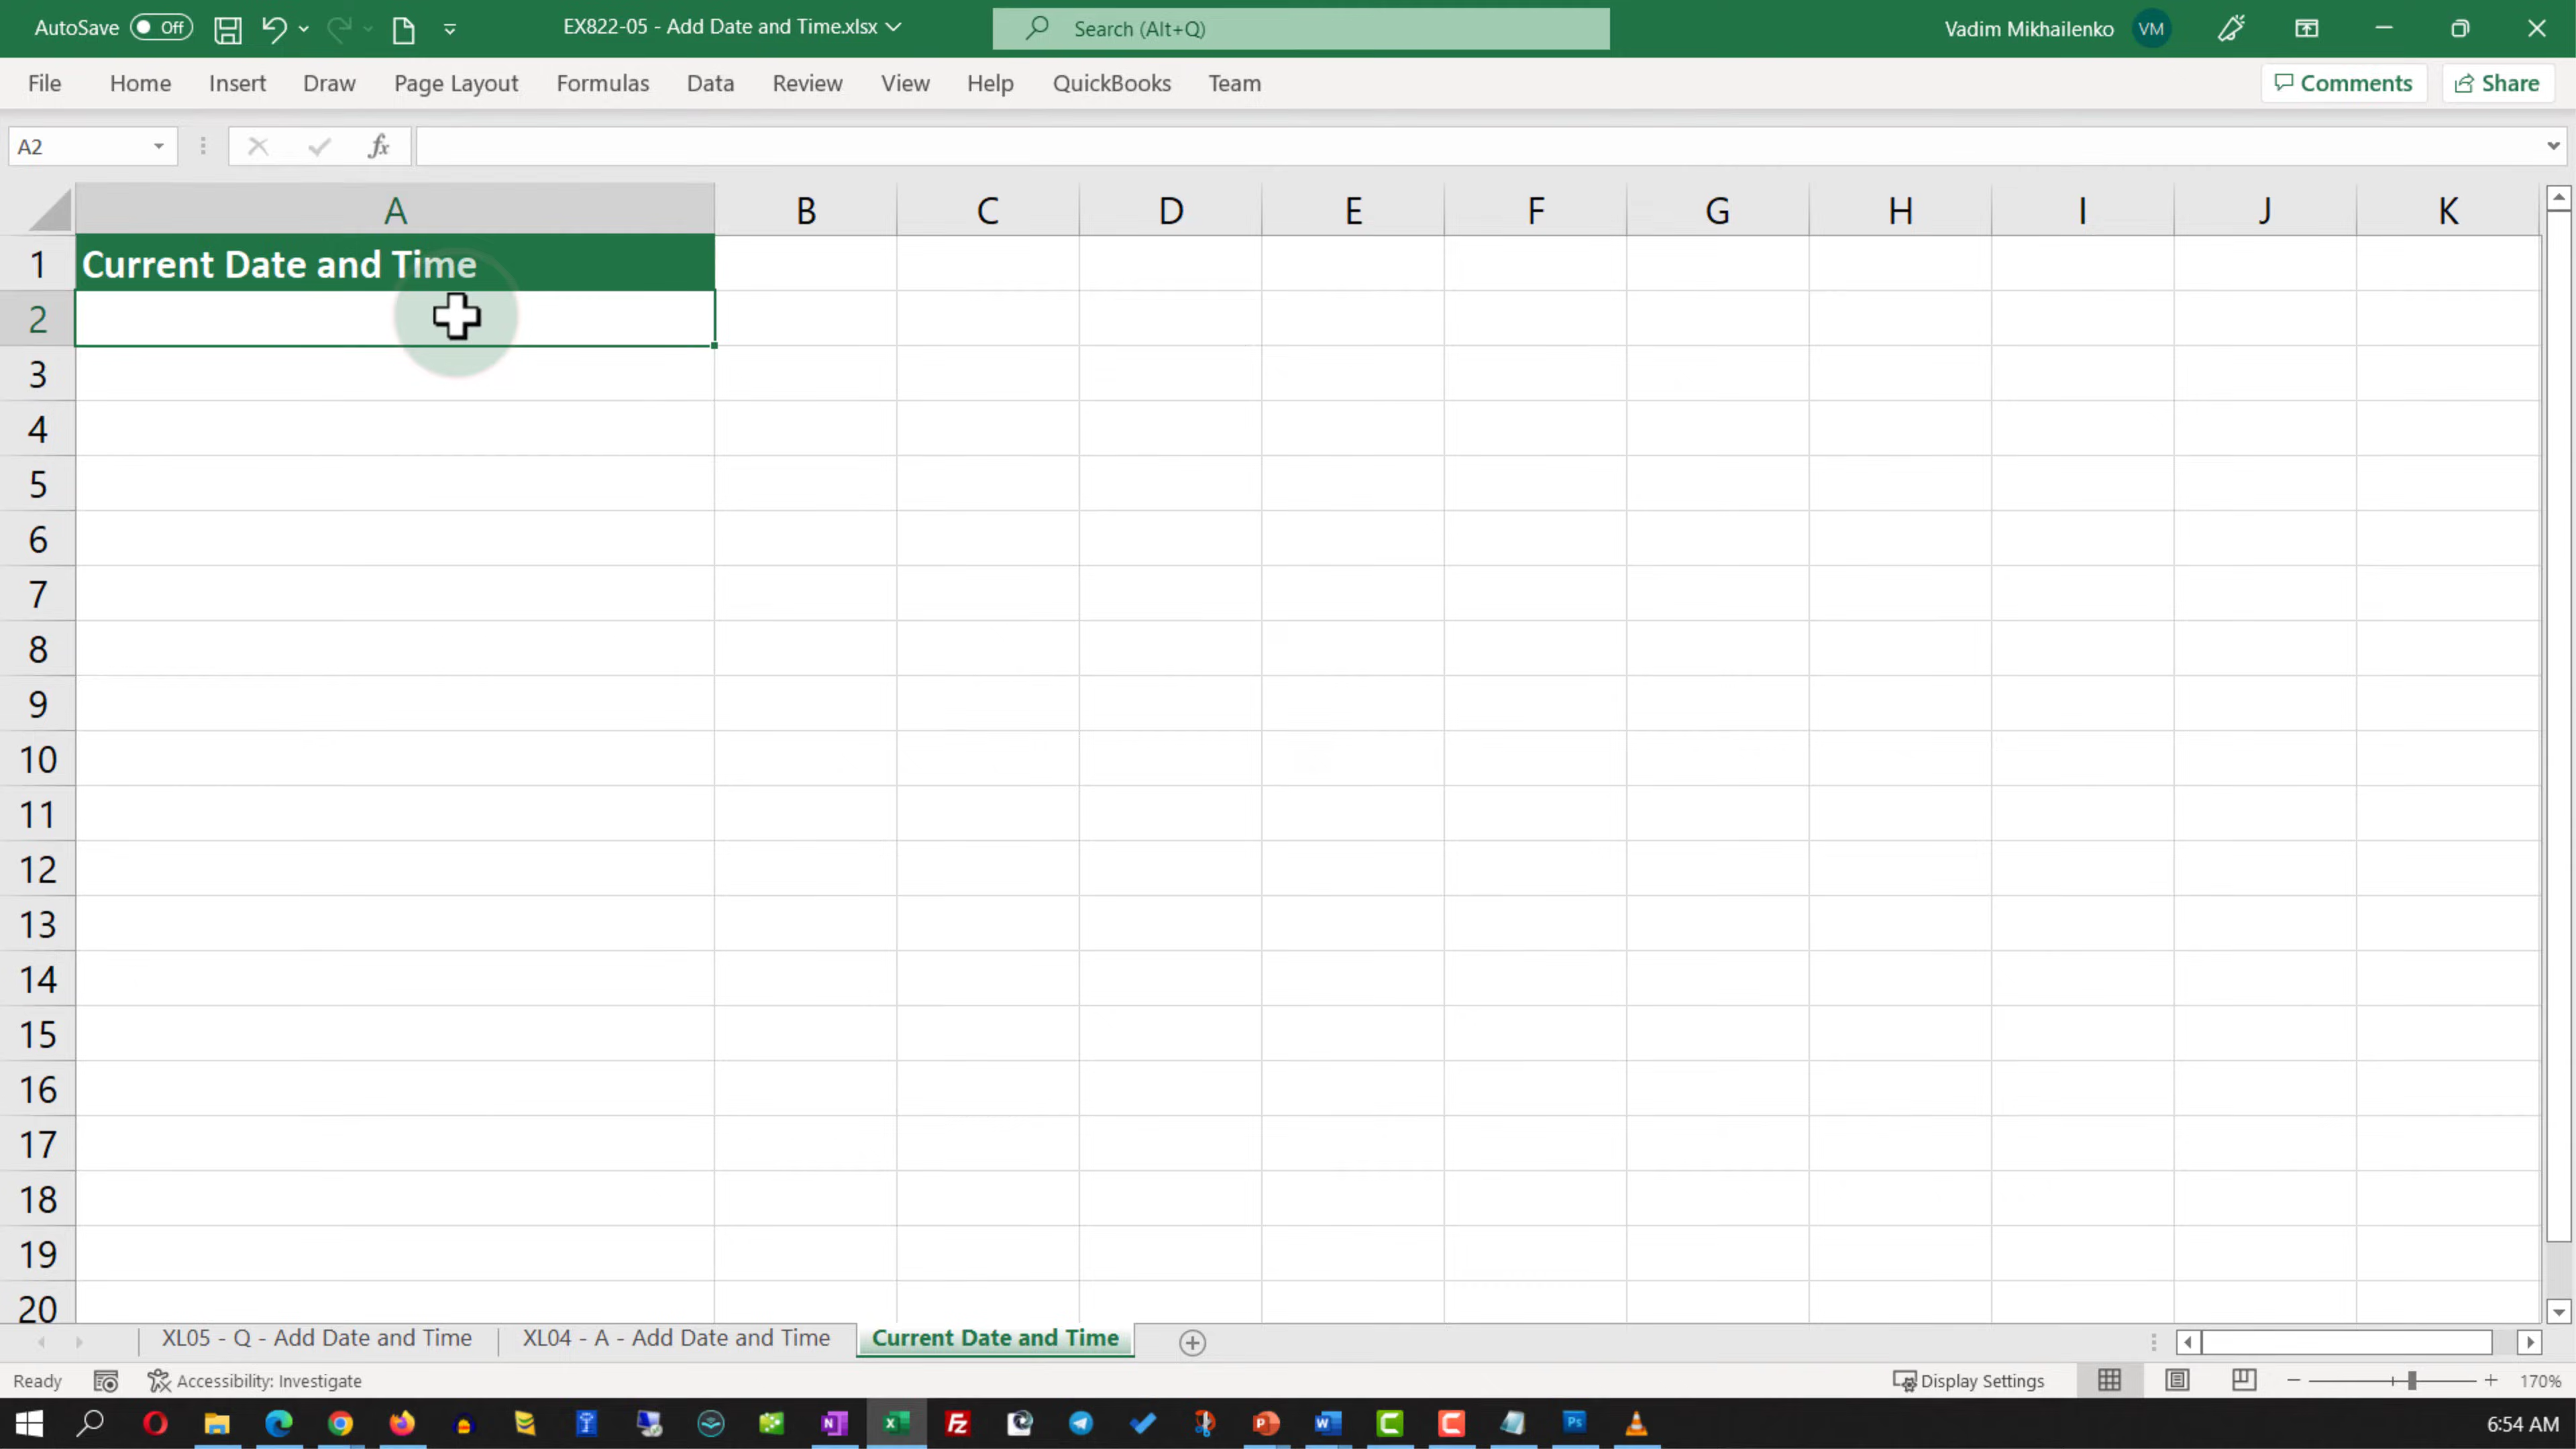 AutoSave Off EX822-05 - Add Date and Time.xlsx Search (Alt+Q) Vadim Mikhailenko VM
File Home Insert Draw Page Layout Formulas Data Review View Help QuickBooks Team Comments Share
A2 fx
A B C D E F G H I J K
1 Current Date and Time
2
3
4
5
6
7
8
9
10
11
12
13
14
15
16
17
18
19
20
XL05 - Q - Add Date and Time XL04 - A - Add Date and Time Current Date and Time
Ready Accessibility: Investigate Display Settings 170%
6:54 AM